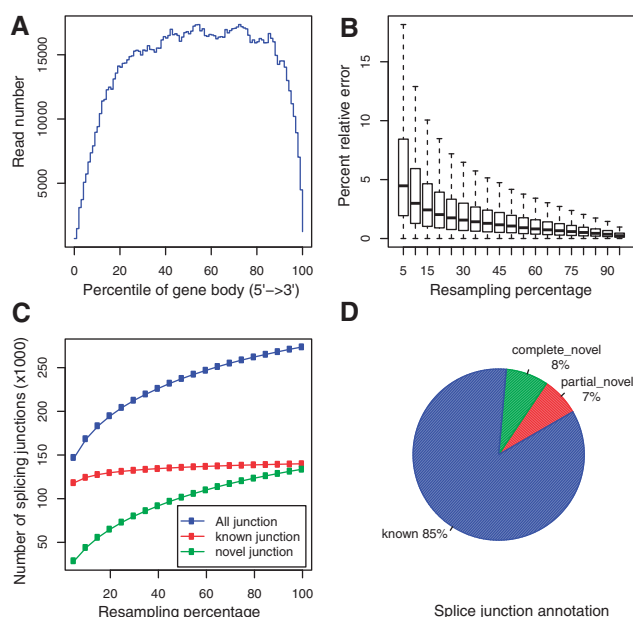 A
Read number
5000
10000
15000
0
20
40
60
80
100
Percentile of gene body (5'->3')
B
Percent relative error
0
5
10
15
5
15
30
45
60
75
90
Resampling percentage
C
Number of splicing junctions (x1000)
50
100
150
200
250
All junction
known junction
novel junction
20
40
60
80
100
Resampling percentage
D
complete_novel
8%
partial_novel
7%
known 85%
Splice junction annotation